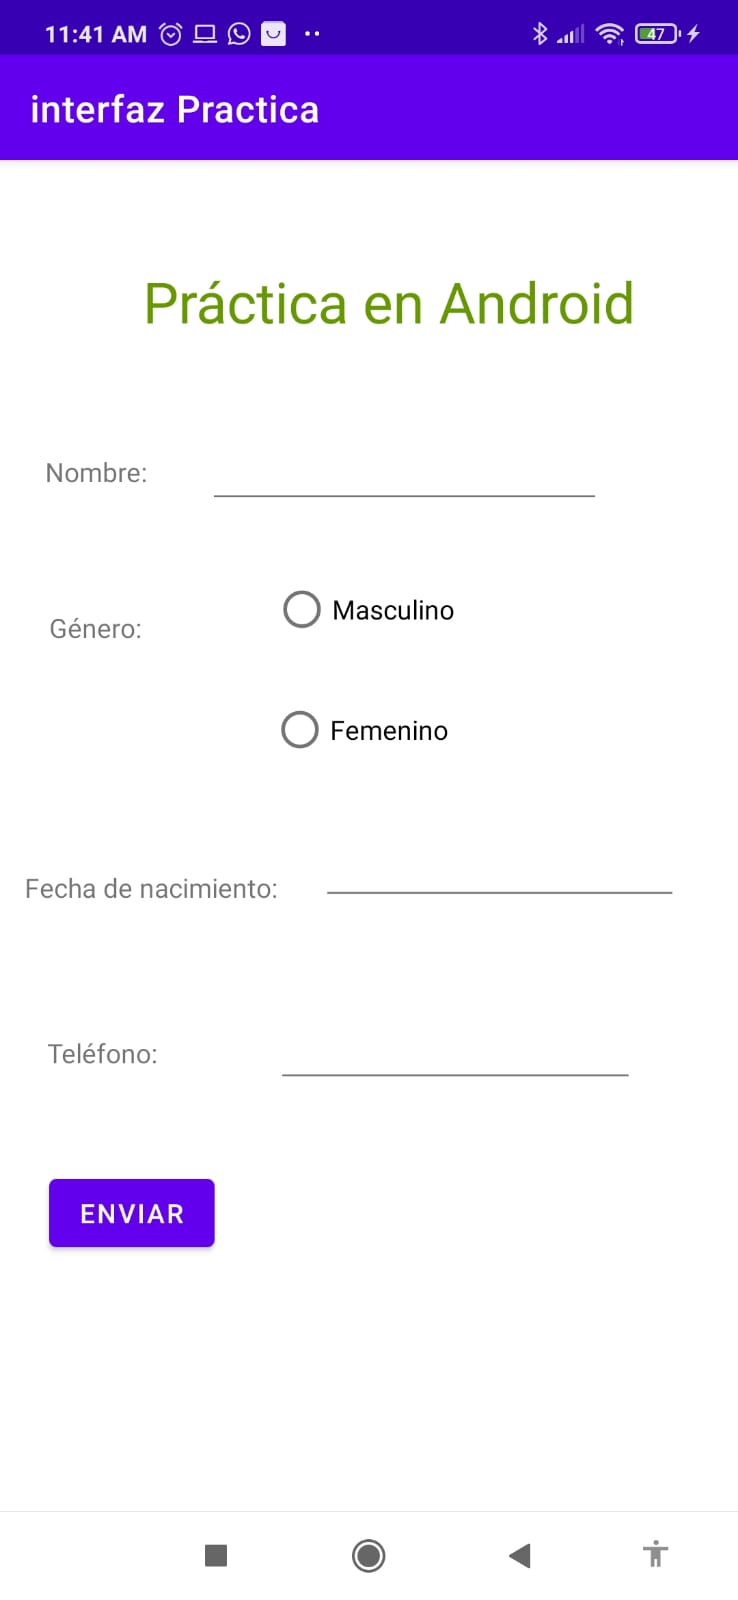 11:41 AM 47
interfaz Practica
Práctica en Android
Nombre:
Género:
Masculino
Femenino
Fecha de nacimiento:
Teléfono:
ENVIAR